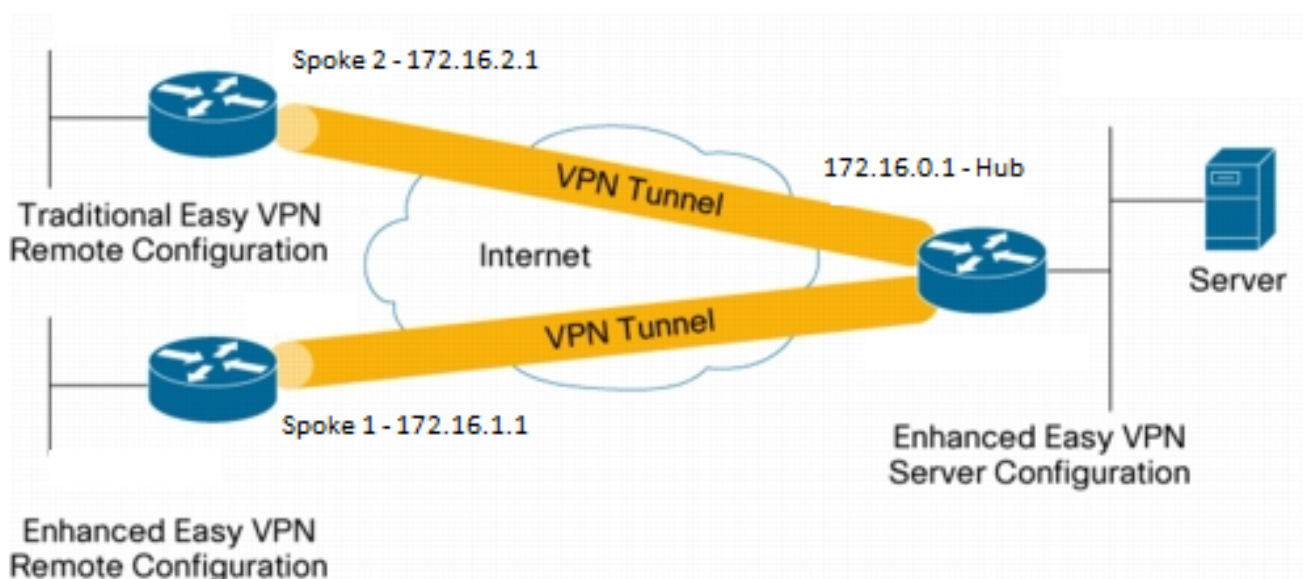 Spoke 2 - 172.16.2.1
172.16.0.1 - Hub
VPN Tunnel
Traditional Easy VPN
Remote Configuration
Internet
Server
VPN Tunnel
Spoke 1 - 172.16.1.1
Enhanced Easy VPN
Server Configuration
Enhanced Easy VPN
Remote Configuration